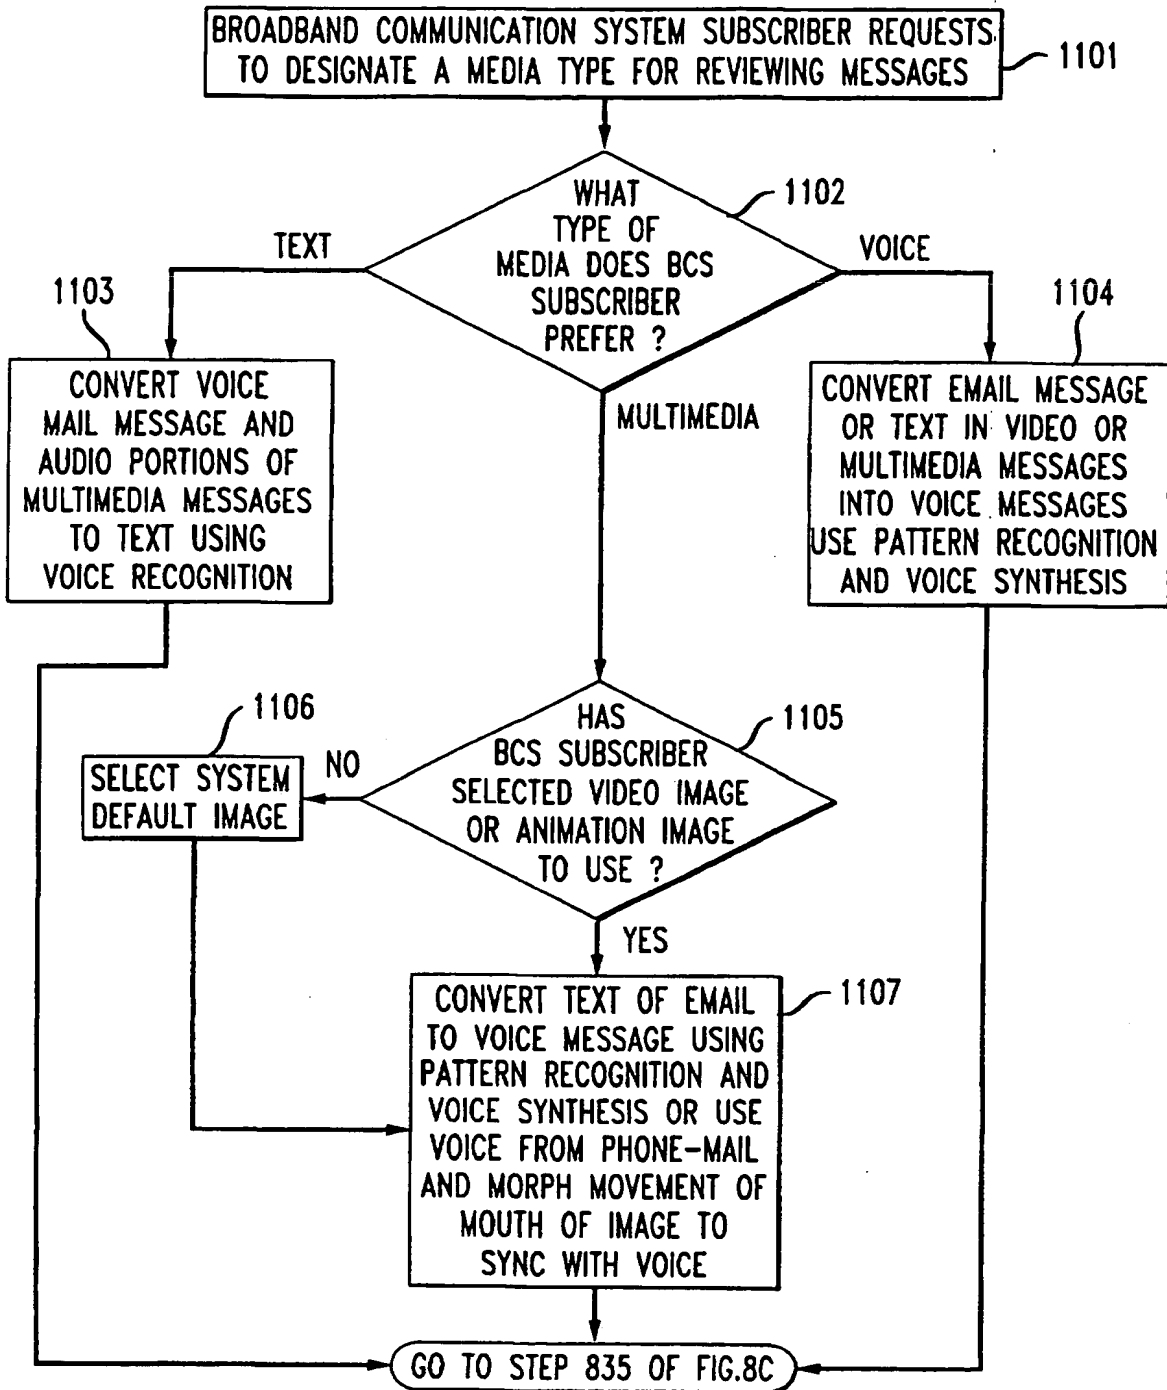 BROADBAND COMMUNICATION SYSTEM SUBSCRIBER REQUESTS
TO DESIGNATE A MEDIA TYPE FOR REVIEWING MESSAGES
1101
WHAT
TYPE OF
MEDIA DOES BCS
SUBSCRIBER
PREFER ?
1102
TEXT
VOICE
MULTIMEDIA
1103
CONVERT VOICE
MAIL MESSAGE AND
AUDIO PORTIONS OF
MULTIMEDIA MESSAGES
TO TEXT USING
VOICE RECOGNITION
1104
CONVERT EMAIL MESSAGE
OR TEXT IN VIDEO OR
MULTIMEDIA MESSAGES
INTO VOICE MESSAGES
USE PATTERN RECOGNITION
AND VOICE SYNTHESIS
HAS
BCS SUBSCRIBER
SELECTED VIDEO IMAGE
OR ANIMATION IMAGE
TO USE ?
1105
NO
1106
SELECT SYSTEM
DEFAULT IMAGE
YES
CONVERT TEXT OF EMAIL
TO VOICE MESSAGE USING
PATTERN RECOGNITION AND
VOICE SYNTHESIS OR USE
VOICE FROM PHONE-MAIL
AND MORPH MOVEMENT OF
MOUTH OF IMAGE TO
SYNC WITH VOICE
1107
GO TO STEP 835 OF FIG.8C